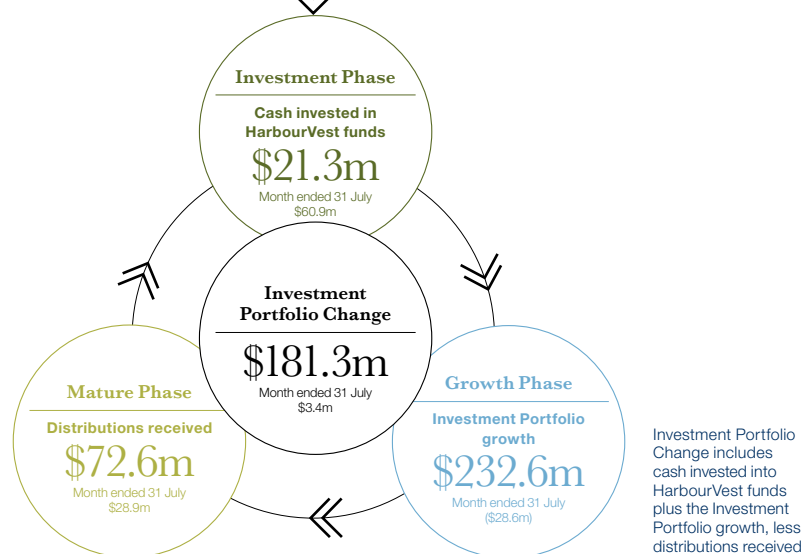 Investment Phase
Cash invested in
HarbourVest funds
$21.3m
Month ended 31 July
$60.9m
Investment
Portfolio Change
$181.3m
Month ended 31 July
$3.4m
Mature Phase
Distributions received
$72.6m
Month ended 31 July
$28.9m
Growth Phase
Investment Portfolio
growth
$232.6m
Month ended 31 July
($28.6m)
Investment Portfolio
Change includes
cash invested into
HarbourVest funds
plus the Investment
Portfolio growth, less
distributions received